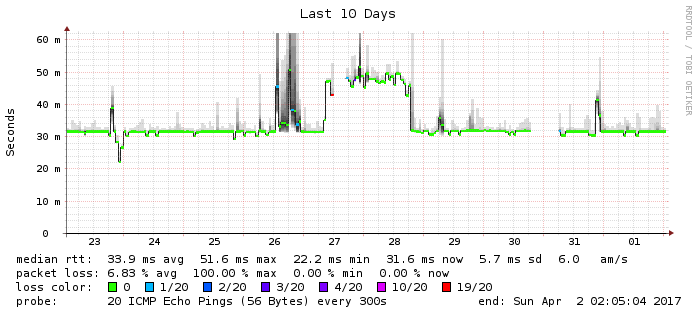 Last 10 Days
RRDTOOL / TOBI OETIKER
Seconds
60 m
50 m
40 m
30 m
20 m
10 m
0
23 24 25 26 27 28 29 30 31 01
median rtt: 33.9 ms avg 51.6 ms max 22.2 ms min 31.6 ms now 5.7 ms sd 6.0 am/s
packet loss: 6.83 % avg 100.00 % max 0.00 % min 0.00 % now
loss color: 0 1/20 2/20 3/20 4/20 10/20 19/20
probe: 20 ICMP Echo Pings (56 Bytes) every 300s end: Sun Apr 2 02:05:04 2017